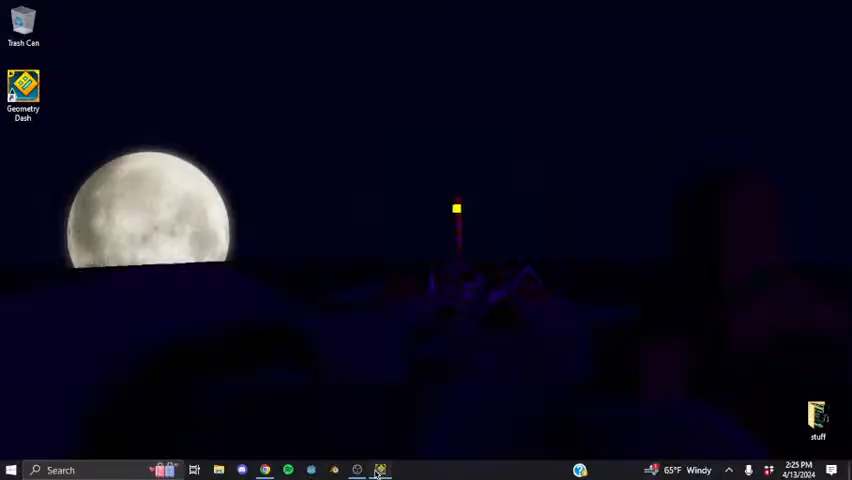 Trash Can
Geometry
Dash
stuff
Search
65°F Windy
2:25 PM
4/13/2024